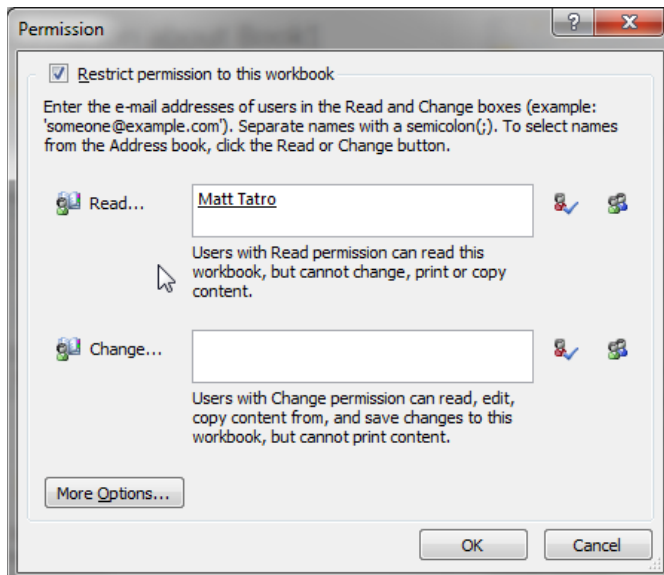 Permission
Restrict permission to this workbook
Enter the e-mail addresses of users in the Read and Change boxes (example:
'someone@example.com'). Separate names with a semicolon(;). To select names
from the Address book, click the Read or Change button.
Read...
Matt Tatro
Users with Read permission can read this
workbook, but cannot change, print or copy
content.
Change...
Users with Change permission can read, edit,
copy content from, and save changes to this
workbook, but cannot print content.
More Options...
OK
Cancel